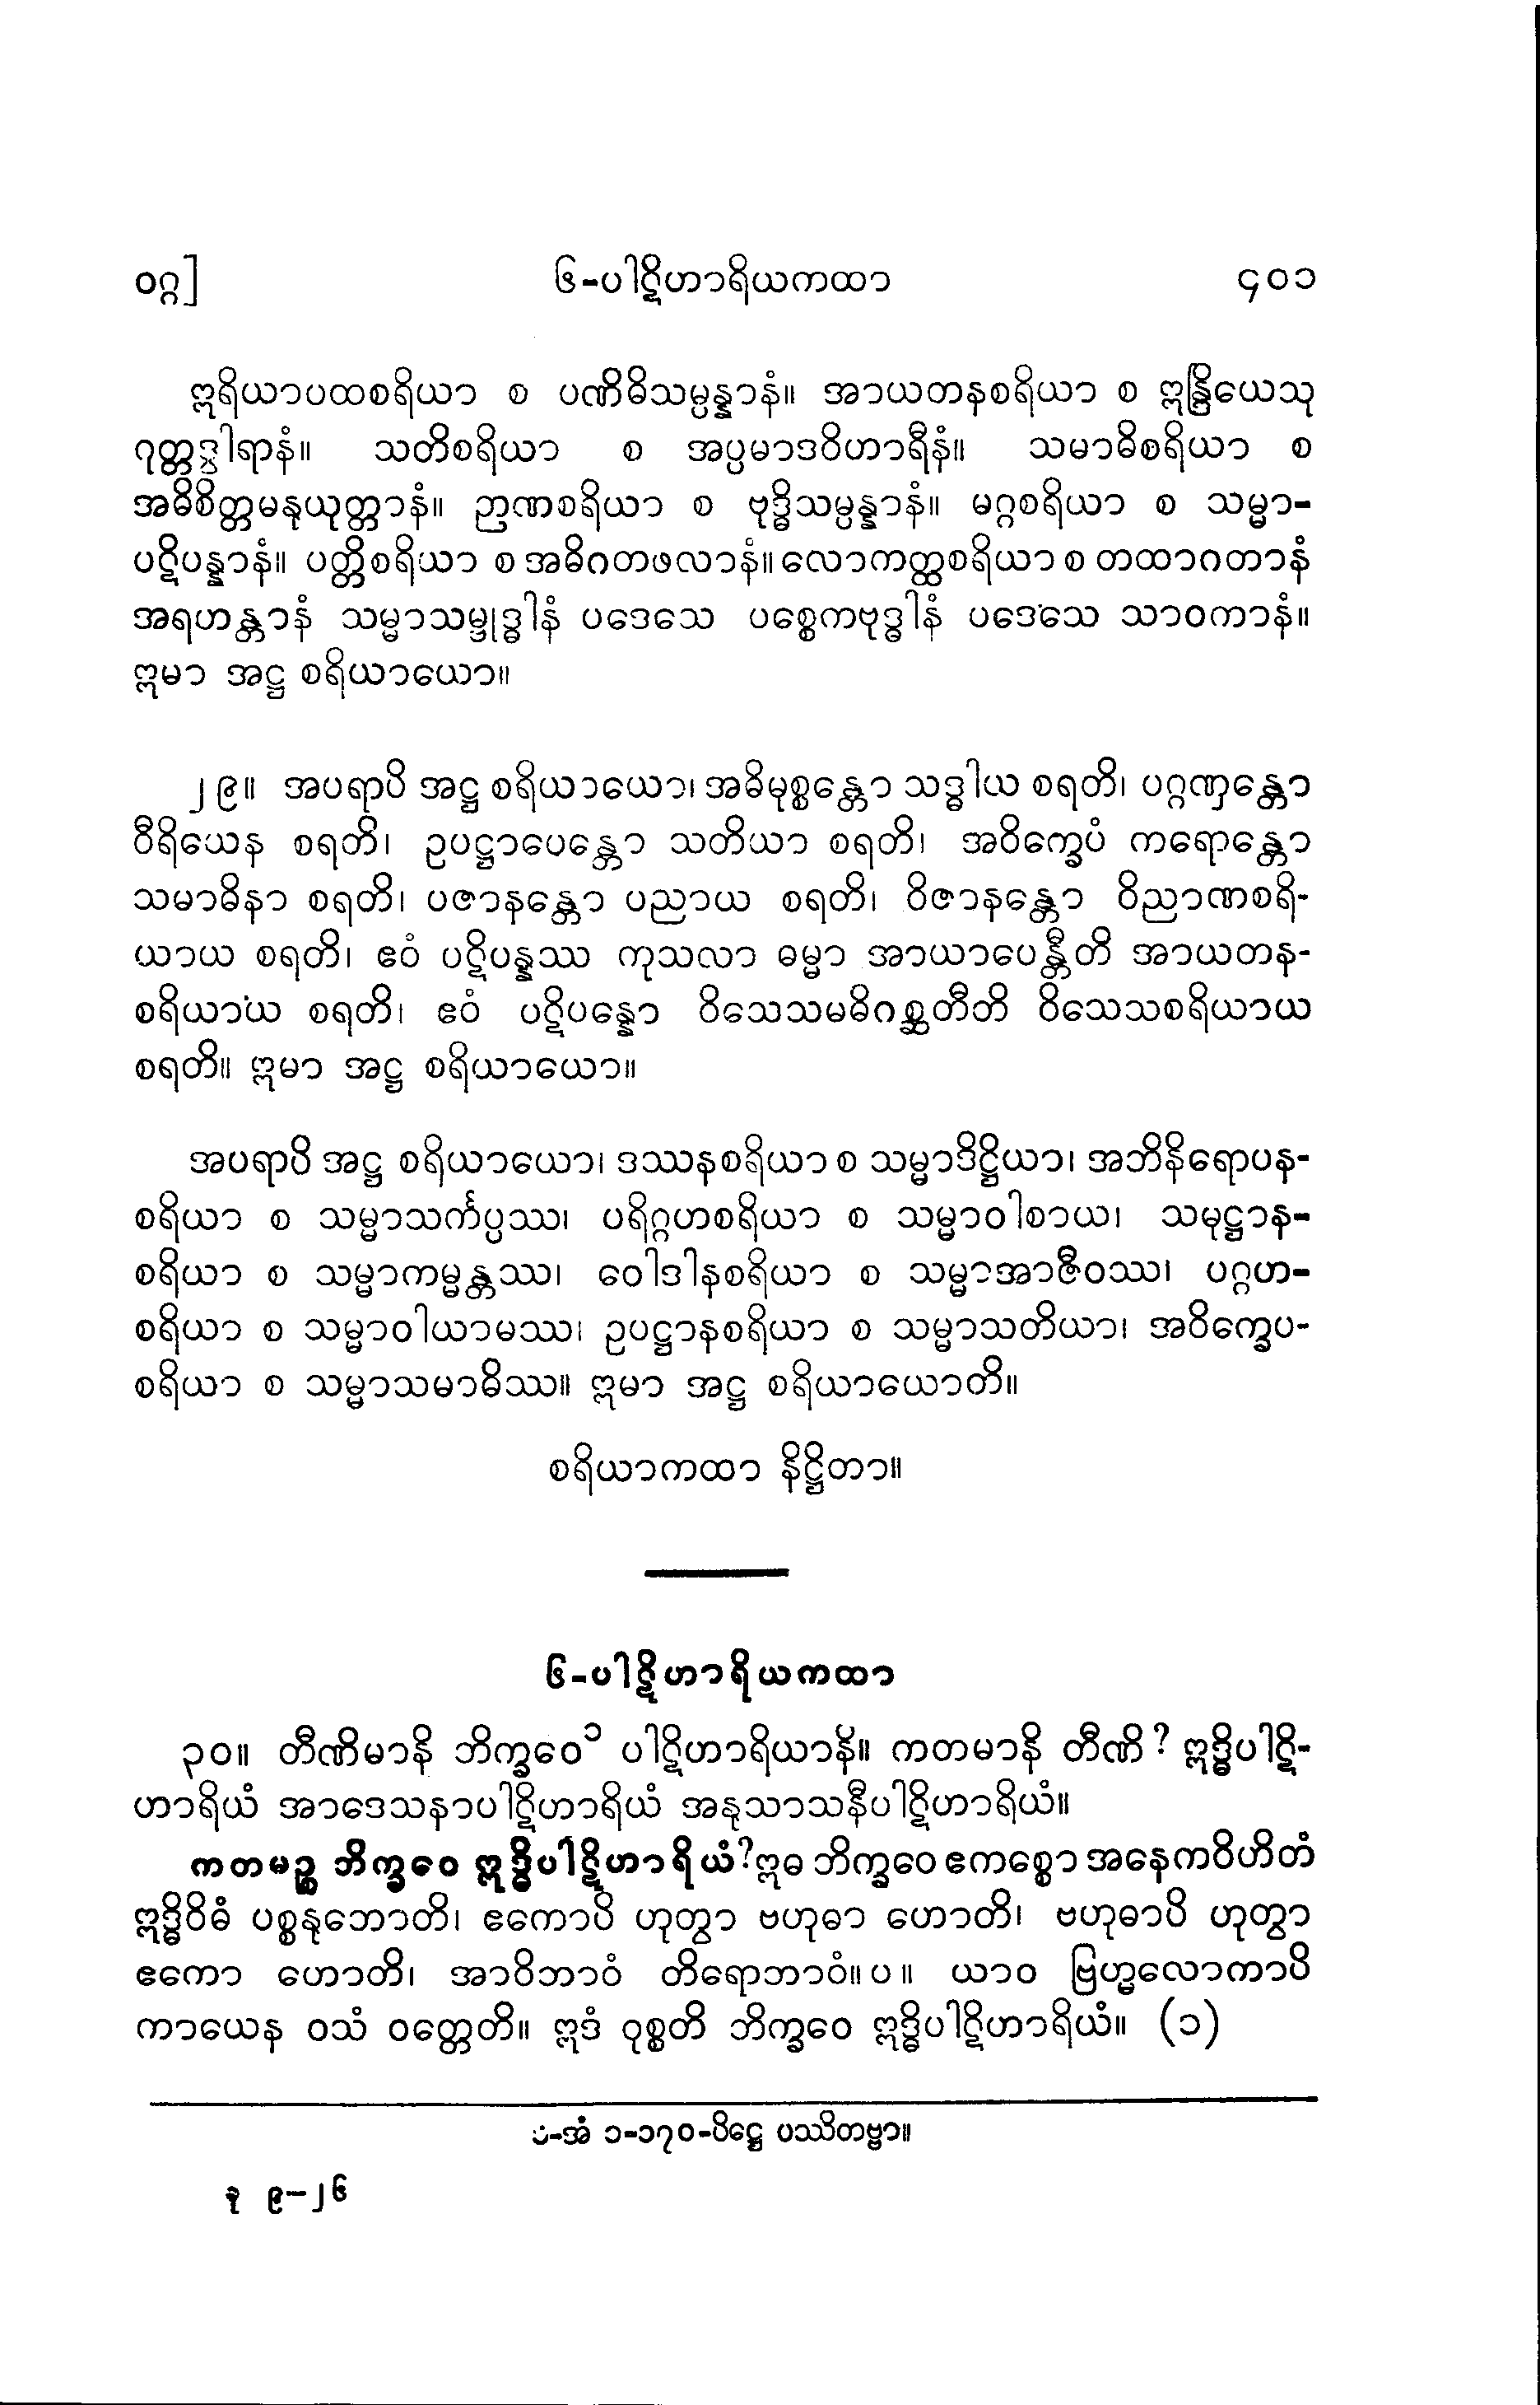 ဝဂ္ဂ] ၆-ပါဋိဟာရိယကထာ ၄၀၁
ဣရိယာပထစရိယာ စ ပဏိဓိသမ္ပန္နာနံ။ အာယတနစရိယာ စ ဣန္ဒြိယေသု
ဂုတ္တဒွါရာနံ။ သတိစရိယာ စ အပ္ပမာဒဝိဟာရီနံ။ သမာဓိစရိယာ စ
အဓိစိတ္တမနုယုတ္တာနံ။ ဉာဏစရိယာ စ ဗုဒ္ဓိသမ္ပန္နာနံ။ မဂ္ဂစရိယာ စ သမ္မာ-
ပဋိပန္နာနံ။ ပတ္တိစရိယာ စ အဓိဂတဖလာနံ။ လောကတ္ထစရိယာ စ တထာဂတာနံ
အရဟန္တာနံ သမ္မာသမ္ဗုဒ္ဓါနံ ပဒေသေ ပစ္စေကဗုဒ္ဓါနံ ပဒေသေ သာဝကာနံ။
ဣမာ အဋ္ဌ စရိယာယော။
၂၉။ အပရာပိ အဋ္ဌ စရိယာယော၊ အဓိမုစ္စန္တော သဒ္ဓါယ စရတိ၊ ပဂ္ဂဏှန္တော
ဝီရိယေန စရတိ၊ ဥပဋ္ဌာပေန္တော သတိယာ စရတိ၊ အဝိက္ခေပံ ကရောန္တော
သမာဓိနာ စရတိ၊ ပဇာနန္တော ပညာယ စရတိ၊ ဝိဇာနန္တော ဝိညာဏစရိ-
ယာယ စရတိ၊ ဧဝံ ပဋိပန္နဿ ကုသလာ ဓမ္မာ အာယာပေန္တီတိ အာယတန-
စရိယာယ စရတိ၊ ဧဝံ ပဋိပန္နော ဝိသေသမဓိဂစ္ဆတီတိ ဝိသေသစရိယာယ
စရတိ။ ဣမာ အဋ္ဌ စရိယာယော။
အပရာပိ အဋ္ဌ စရိယာယော၊ ဒဿနစရိယာ စ သမ္မာဒိဋ္ဌိယာ၊ အဘိနိရောပန-
စရိယာ စ သမ္မာသင်္ကပ္ပဿ၊ ပရိဂ္ဂဟစရိယာ စ သမ္မာဝါစာယ၊ သမုဋ္ဌာန-
စရိယာ စ သမ္မာကမ္မန္တဿ၊ ဝေါဒါနစရိယာ စ သမ္မာအာဇီဝဿ၊ ပဂ္ဂဟ-
စရိယာ စ သမ္မာဝါယာမဿ၊ ဥပဋ္ဌာနစရိယာ စ သမ္မာသတိယာ၊ အဝိက္ခေပ-
စရိယာ စ သမ္မာသမာဓိဿ။ ဣမာ အဋ္ဌ စရိယာယောတိ။
စရိယာကထာ နိဋ္ဌိတာ။
၆-ပါဋိဟာရိယကထာ
၃၀။ တီဏိမာနိ ဘိက္ခဝေ ၁ ပါဋိဟာရိယာနိ။ ကတမာနိ တီဏိ? ဣဒ္ဓိပါဋိ-
ဟာရိယံ အာဒေသနာပါဋိဟာရိယံ အနုသာသနီပါဋိဟာရိယံ။
ကတမဉ္စ ဘိက္ခဝေ ဣဒ္ဓိပါဋိဟာရိယံ? ဣဓ ဘိက္ခဝေ ဧကစ္စော အနေကဝိဟိတံ
ဣဒ္ဓိဝိဓံ ပစ္စနုဘောတိ၊ ဧကောပိ ဟုတွာ ဗဟုဓာ ဟောတိ၊ ဗဟုဓာပိ ဟုတွာ
ဧကော ဟောတိ၊ အာဝိဘာဝံ တိရောဘာဝံ။ ပ ။ ယာဝ ဗြဟ္မလောကာပိ
ကာယေန ဝသံ ဝတ္တေတိ။ ဣဒံ ဝုစ္စတိ ဘိက္ခဝေ ဣဒ္ဓိပါဋိဟာရိယံ။ (၁)
၁-အံ ၁-၁၇၀-ပိဋ္ဌေ ပဿိတဗ္ဗာ။
နု ၉-၂၆